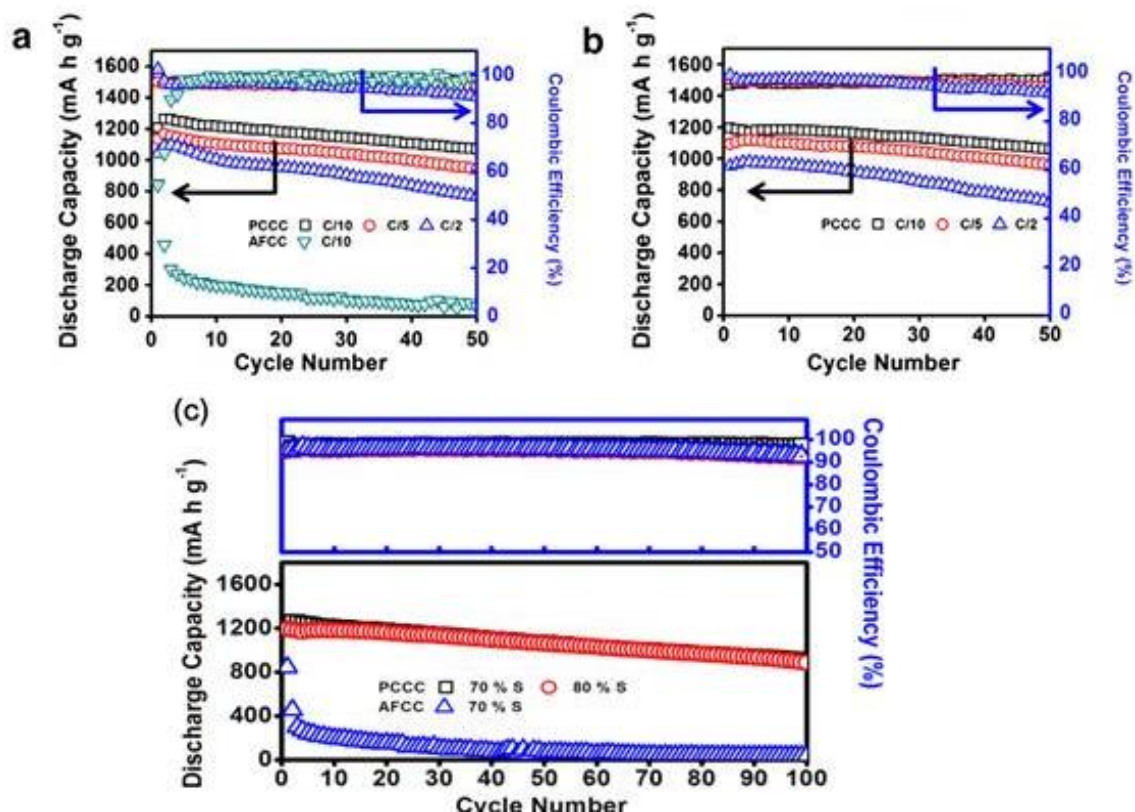 a
Discharge Capacity (mA h g⁻¹)
1600
1400
1200
1000
800
600
400
200
0
PCCC C/10 C/5 C/2
AFCC C/10
100
80
60
40
20
0
Coulombic Efficiency (%)
0 10 20 30 40 50
Cycle Number
b
Discharge Capacity (mA h g⁻¹)
1600
1400
1200
1000
800
600
400
200
0
PCCC C/10 C/5 C/2
100
80
60
40
20
0
Coulombic Efficiency (%)
0 10 20 30 40 50
Cycle Number
(c)
100
90
80
70
60
50
Coulombic Efficiency (%)
Discharge Capacity (mA h g⁻¹)
1600
1200
800
400
0
PCCC 70 % S 80 % S
AFCC 70 % S
0 10 20 30 40 50 60 70 80 90 100
Cycle Number